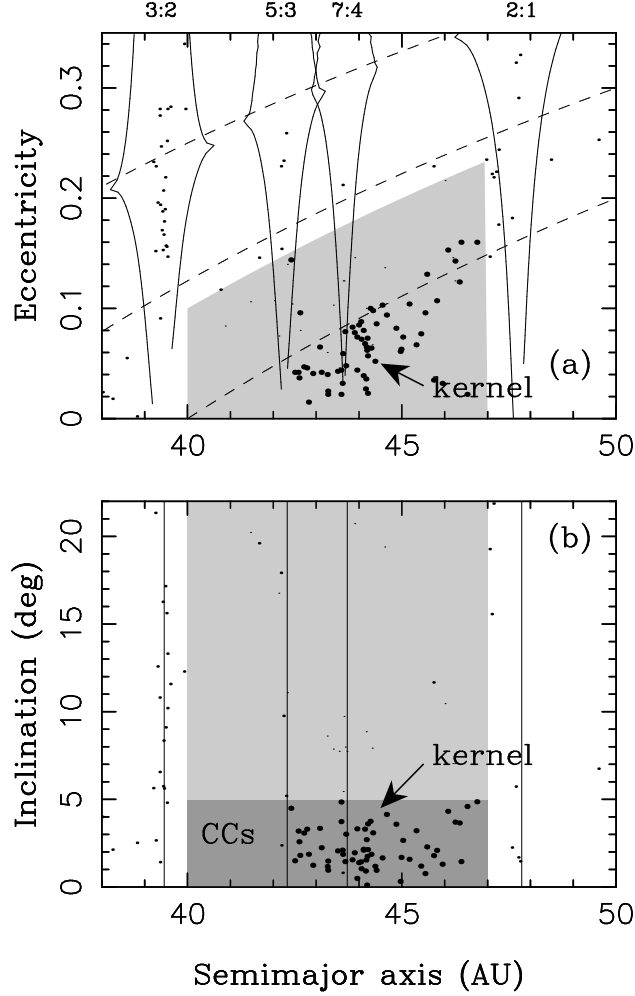 3:2 5:3 7:4 2:1
Eccentricity
0.3
0.2
0.1
0
(a)
kernel
40 45 50
Inclination (deg)
20
15
10
5
0
(b)
kernel
CCs
40 45 50
Semimajor axis (AU)